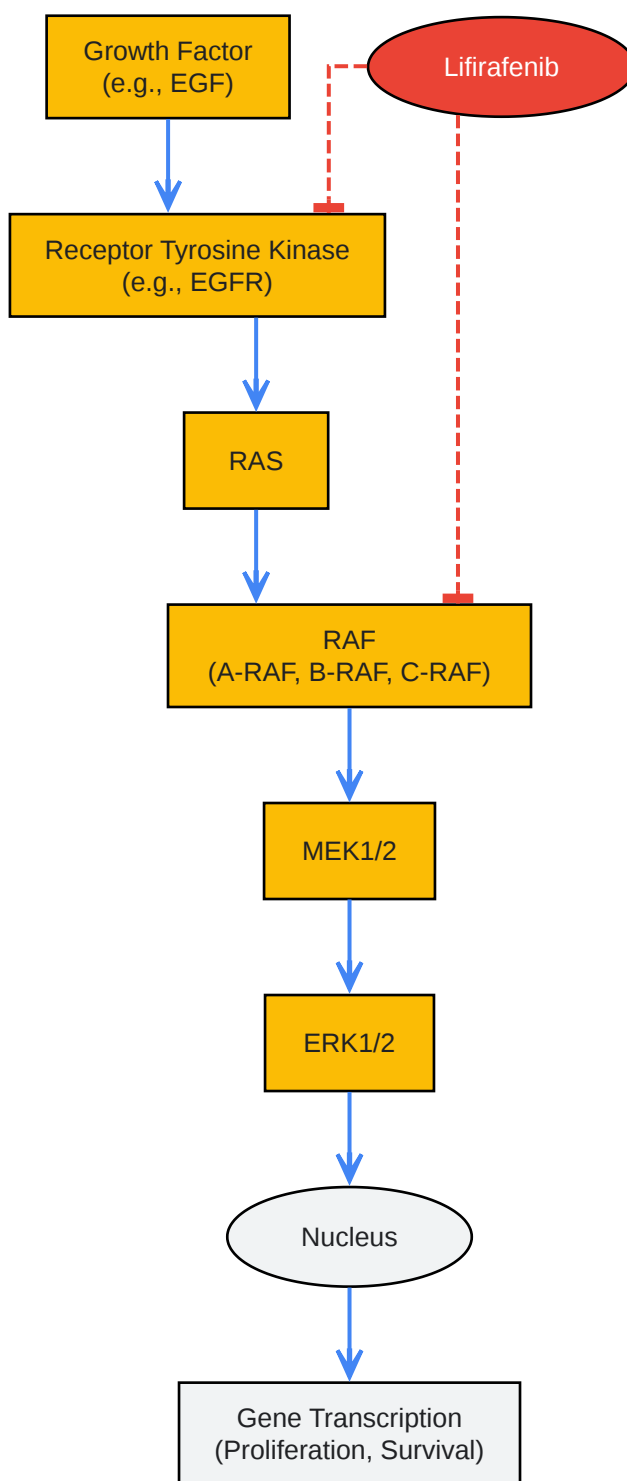 Growth Factor
(e.g., EGF)
Lifirafenib
Receptor Tyrosine Kinase
(e.g., EGFR)
RAS
RAF
(A-RAF, B-RAF, C-RAF)
MEK1/2
ERK1/2
Nucleus
Gene Transcription
(Proliferation, Survival)